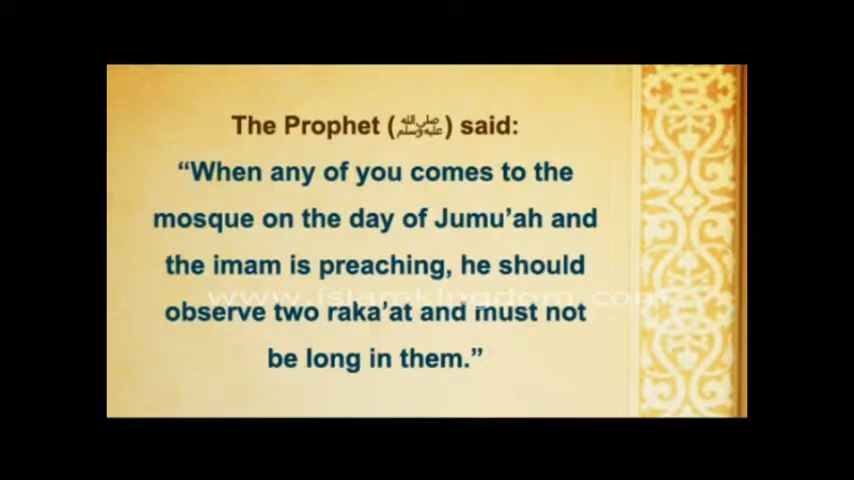 The Prophet (ﷺ) said:
“When any of you comes to the
mosque on the day of Jumu’ah and
the imam is preaching, he should
www.islamkingdom.com
observe two raka’at and must not
be long in them.”